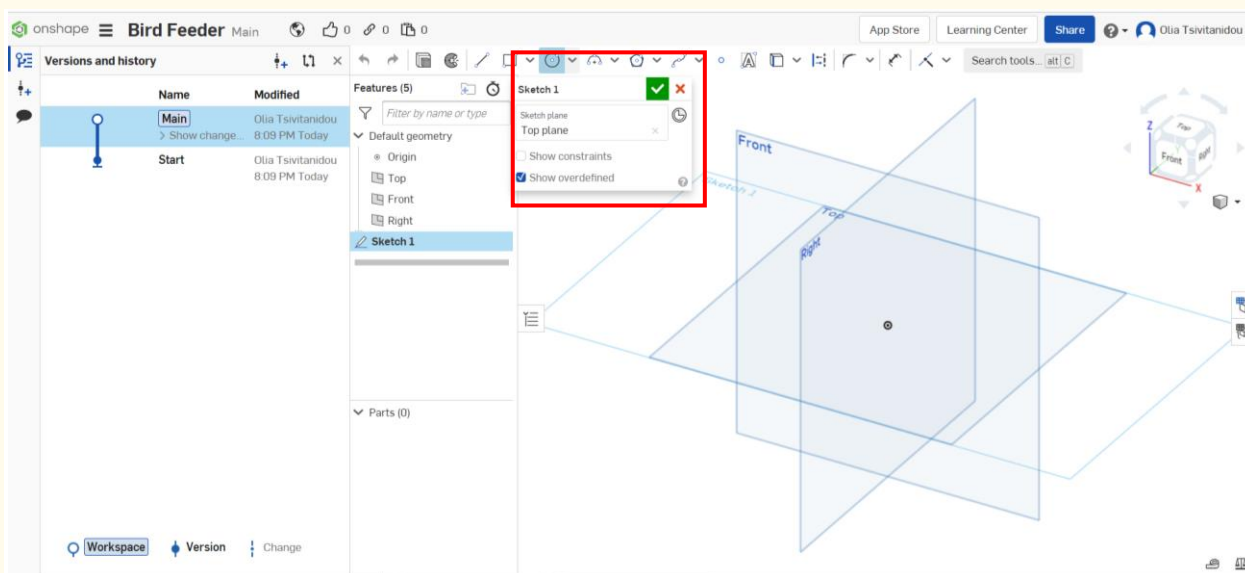 onshape Bird Feeder Main 0 0 0 App Store Learning Center Share Olia Tsivitanidou
Versions and history
Name Modified
Main Olia Tsivitanidou
> Show change... 8:09 PM Today
Start Olia Tsivitanidou
8:09 PM Today
Workspace Version Change
Features (5)
Filter by name or type
Default geometry
Origin
Top
Front
Right
Sketch 1
Parts (0)
Search tools... alt C
Sketch 1
Sketch plane
Top plane
Show constraints
Show overdefined
Front
Sketch 1
Top
Right
Z
Top
Front Right
X